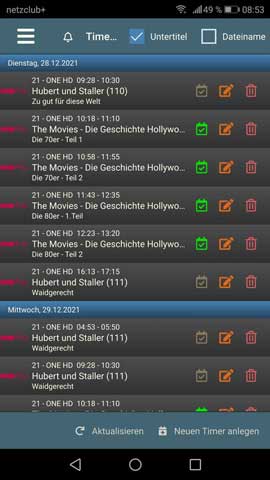 netzclub+ 49 % 08:53
Time... Untertitel Dateiname
Dienstag, 28.12.2021
21 - ONE HD 09:28 - 10:30
Hubert und Staller (110)
Zu gut für diese Welt
21 - ONE HD 10:18 - 11:10
The Movies - Die Geschichte Hollywo...
Die 70er - Teil 1
21 - ONE HD 10:58 - 11:55
The Movies - Die Geschichte Hollywo...
Die 70er - Teil 2
21 - ONE HD 11:43 - 12:35
The Movies - Die Geschichte Hollywo...
Die 80er - 1.Teil
21 - ONE HD 12:23 - 13:20
The Movies - Die Geschichte Hollywo...
Die 80er - Teil 2
21 - ONE HD 16:13 - 17:15
Hubert und Staller (111)
Waidgerecht
Mittwoch, 29.12.2021
21 - ONE HD 04:53 - 05:50
Hubert und Staller (111)
Waidgerecht
21 - ONE HD 09:28 - 10:30
Hubert und Staller (111)
Waidgerecht
21 - ONE HD 10:18 - 11:10
Aktualisieren Neuen Timer anlegen